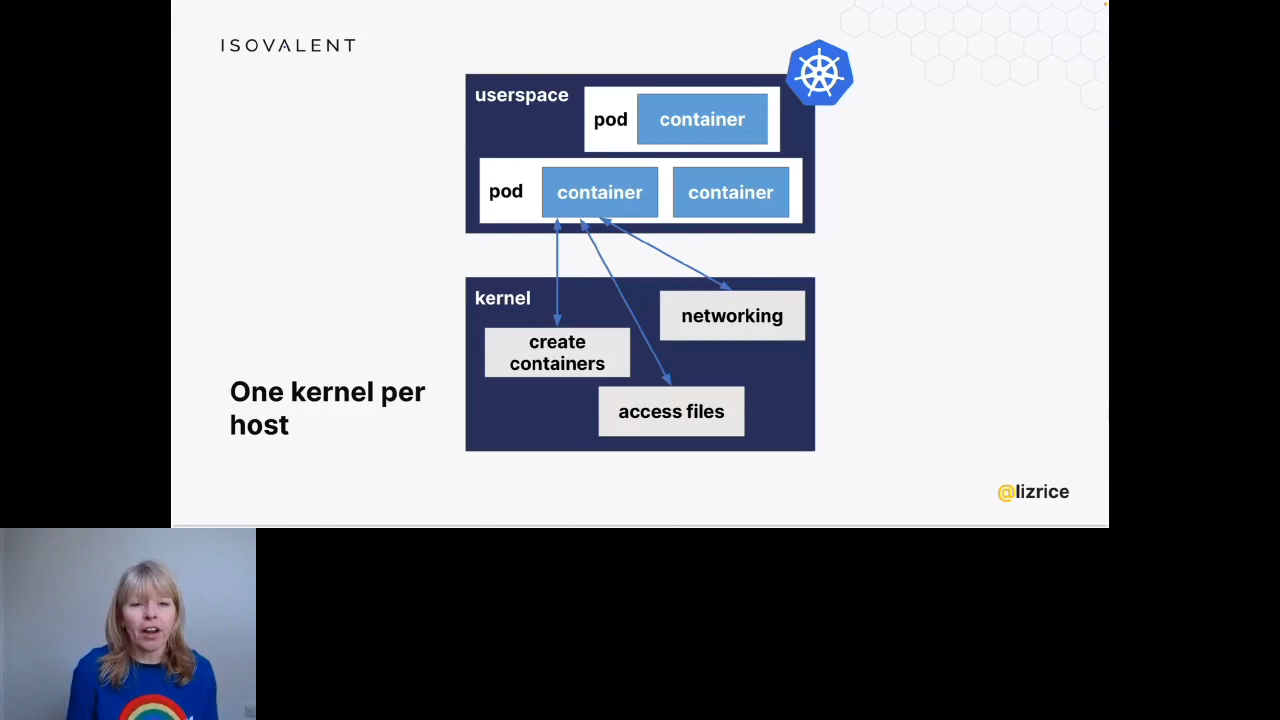 ISOVALENT
userspace
pod
container
pod
container
container
kernel
networking
create
containers
access files
One kernel per
host
@lizrice